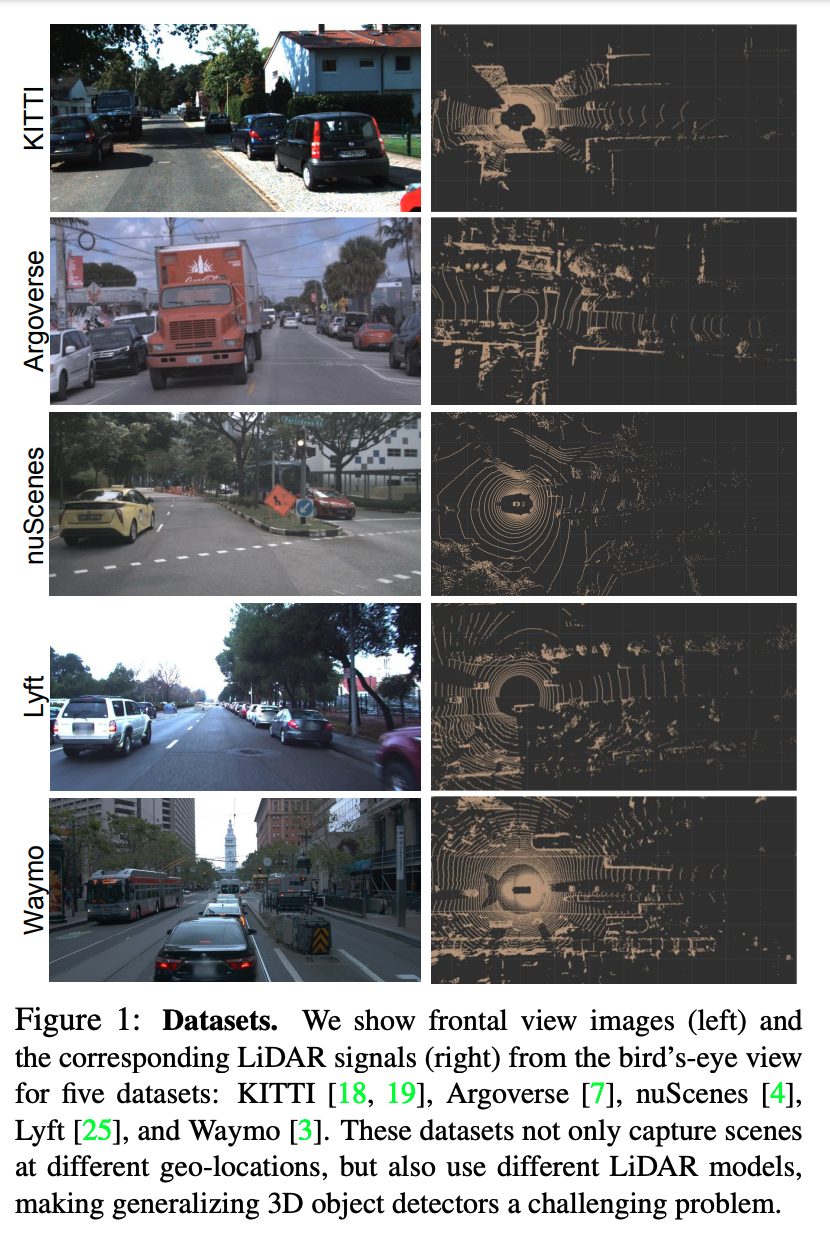 KITTI
Argoverse
nuScenes
Lyft
Waymo
Figure 1: Datasets. We show frontal view images (left) and
the corresponding LiDAR signals (right) from the bird's-eye view
for five datasets: KITTI [18, 19], Argoverse [7], nuScenes [4],
Lyft [25], and Waymo [3]. These datasets not only capture scenes
at different geo-locations, but also use different LiDAR models,
making generalizing 3D object detectors a challenging problem.